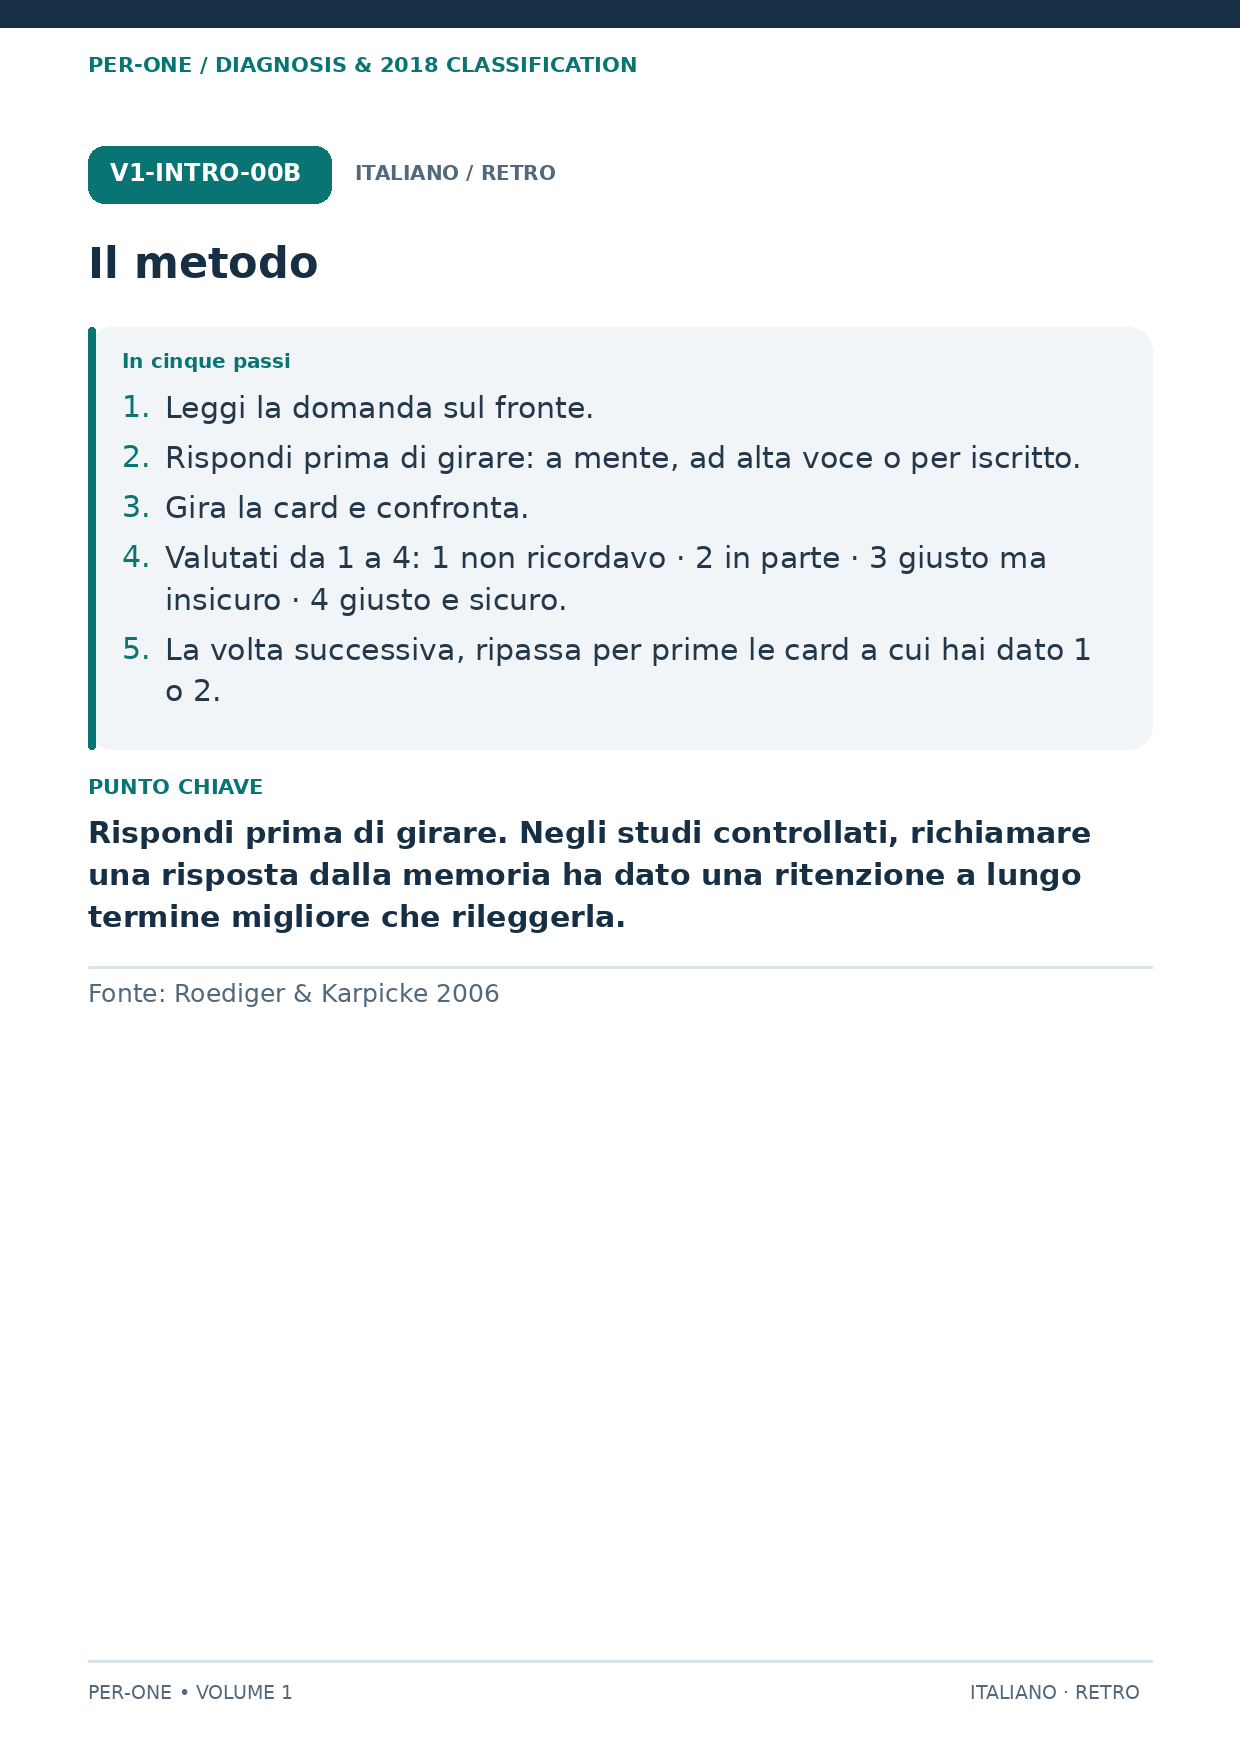 PER-ONE / DIAGNOSIS & 2018 CLASSIFICATION
V1-INTRO-00B ITALIANO / RETRO
Il metodo
In cinque passi
1. Leggi la domanda sul fronte.
2. Rispondi prima di girare: a mente, ad alta voce o per iscritto.
3. Gira la card e confronta.
4. Valutati da 1 a 4: 1 non ricordavo · 2 in parte · 3 giusto ma
insicuro · 4 giusto e sicuro.
5. La volta successiva, ripassa per prime le card a cui hai dato 1
o 2.
PUNTO CHIAVE
Rispondi prima di girare. Negli studi controllati, richiamare
una risposta dalla memoria ha dato una ritenzione a lungo
termine migliore che rileggerla.
Fonte: Roediger & Karpicke 2006
PER-ONE • VOLUME 1 ITALIANO · RETRO